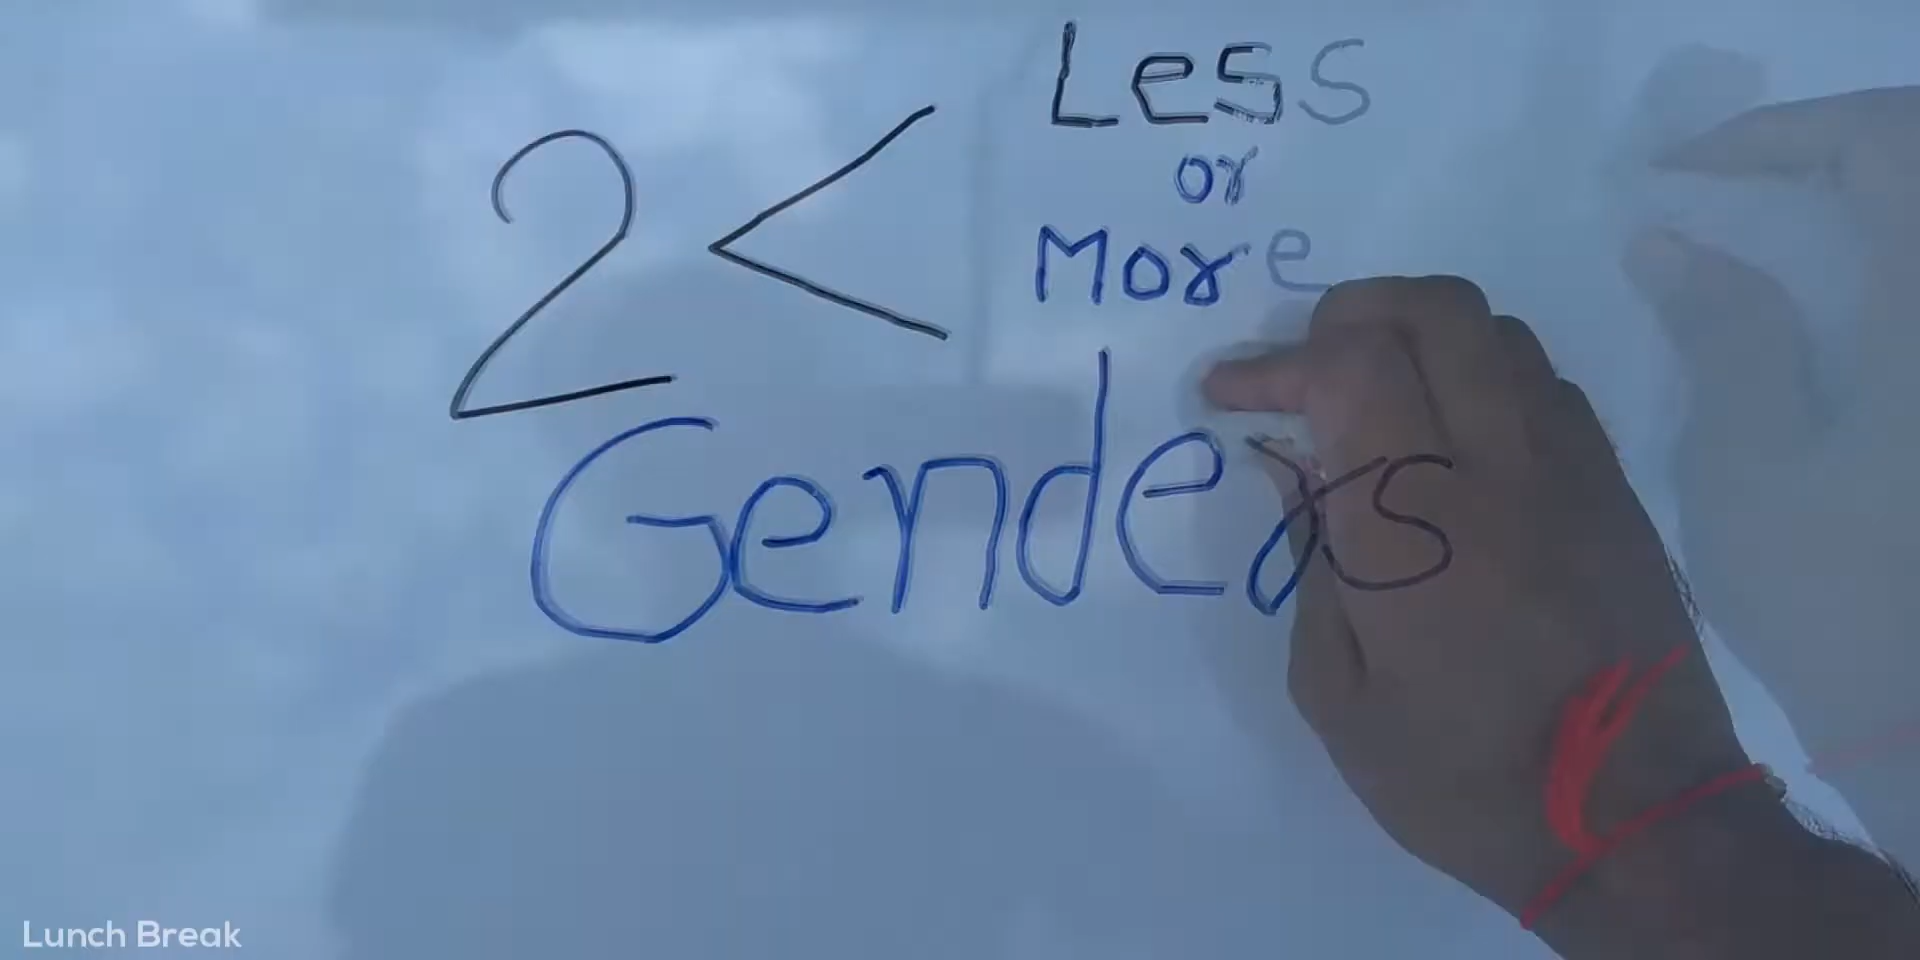 2 < Less
or
More
Genders
Lunch Break